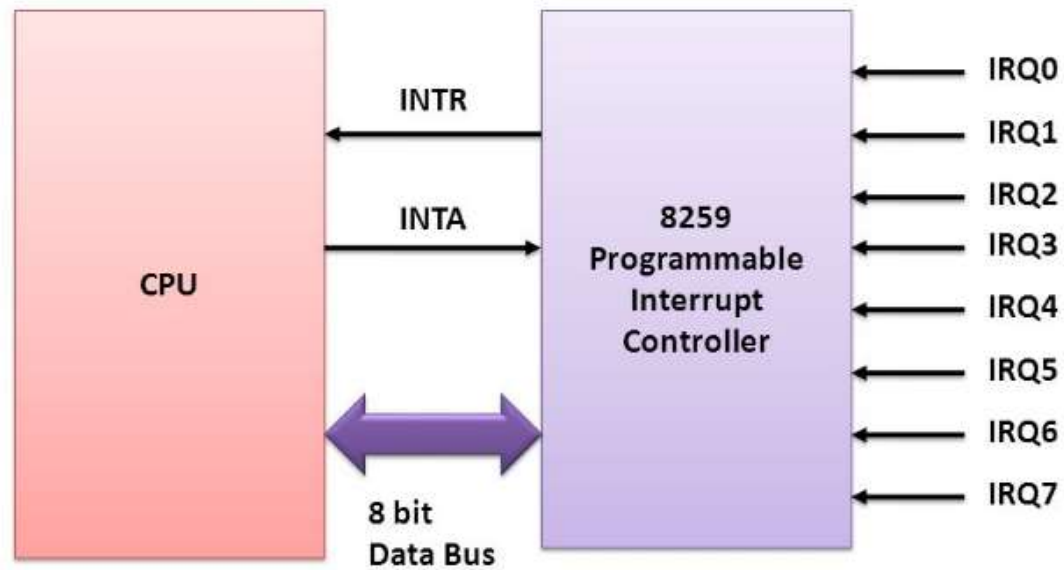 CPU
INTR
INTA
8 bit
Data Bus
8259
Programmable
Interrupt
Controller
IRQ0
IRQ1
IRQ2
IRQ3
IRQ4
IRQ5
IRQ6
IRQ7